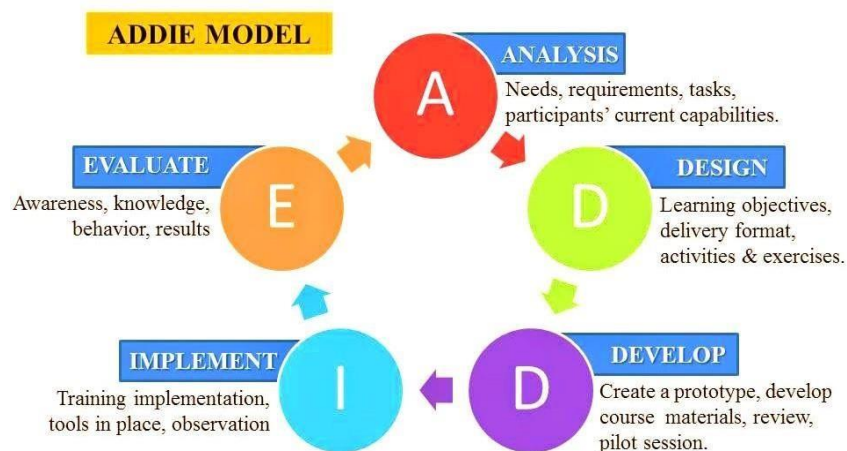 ADDIE MODEL
A
ANALYSIS
Needs, requirements, tasks,
participants’ current capabilities.
D
DESIGN
Learning objectives,
delivery format,
activities & exercises.
D
DEVELOP
Create a prototype, develop
course materials, review,
pilot session.
I
IMPLEMENT
Training implementation,
tools in place, observation
E
EVALUATE
Awareness, knowledge,
behavior, results